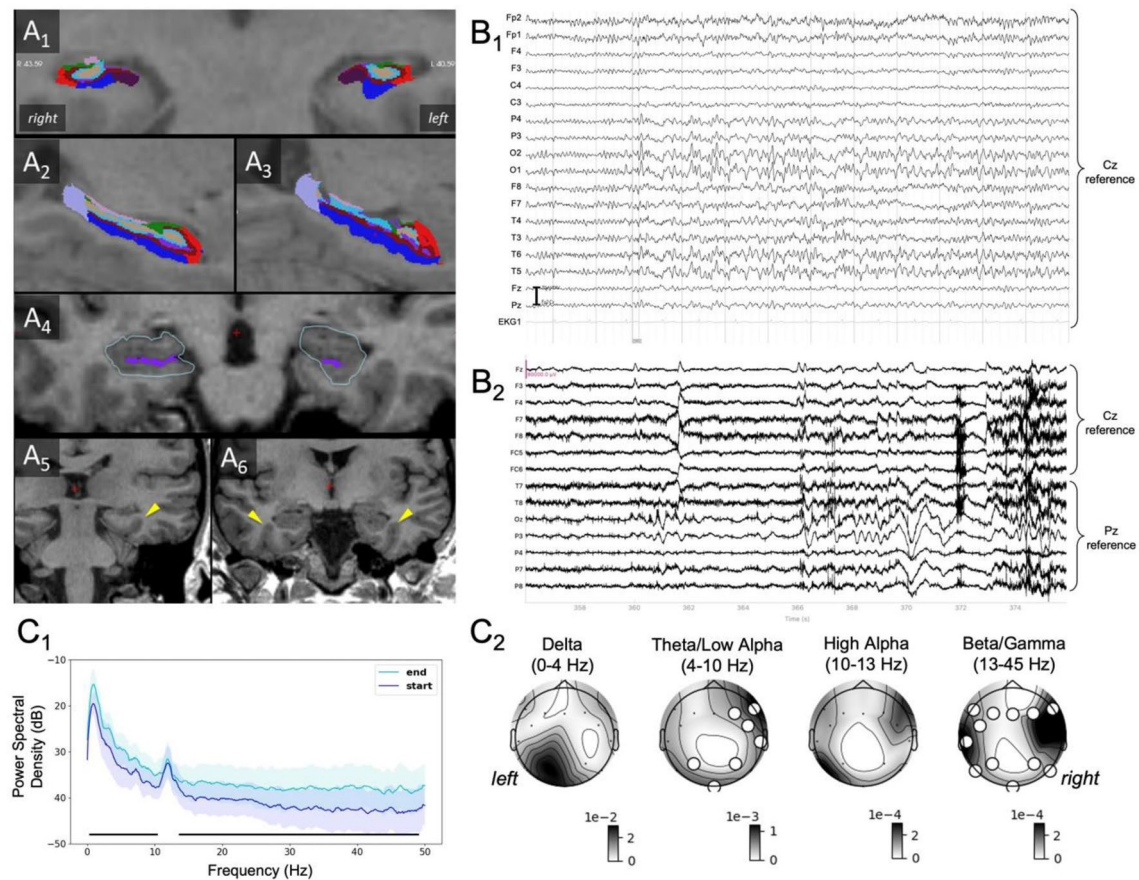 A1
R 43.59
L 40.59
right
left
A2
A3
A4
A5
A6
B1
Fp2
Fp1
F4
F3
C4
C3
P4
P3
O2
O1
F8
F7
T4
T3
T6
T5
Fz
Pz
EKG1
Cz
reference
B2
Fz
F3
F4
F7
F8
FC5
FC6
T7
T8
Oz
P3
P4
P7
P8
Cz
reference
Pz
reference
358
360
362
364
366
368
370
372
374
Time (s)
C1
Power Spectral
Density (dB)
−10
20
30
40
−50
0
10
20
30
40
50
Frequency (Hz)
end
start
C2
Delta
(0-4 Hz)
Theta/Low Alpha
(4-10 Hz)
High Alpha
(10-13 Hz)
Beta/Gamma
(13-45 Hz)
left
right
1e-2
2
0
1e-3
1
0
1e-4
2
0
1e-4
2
0